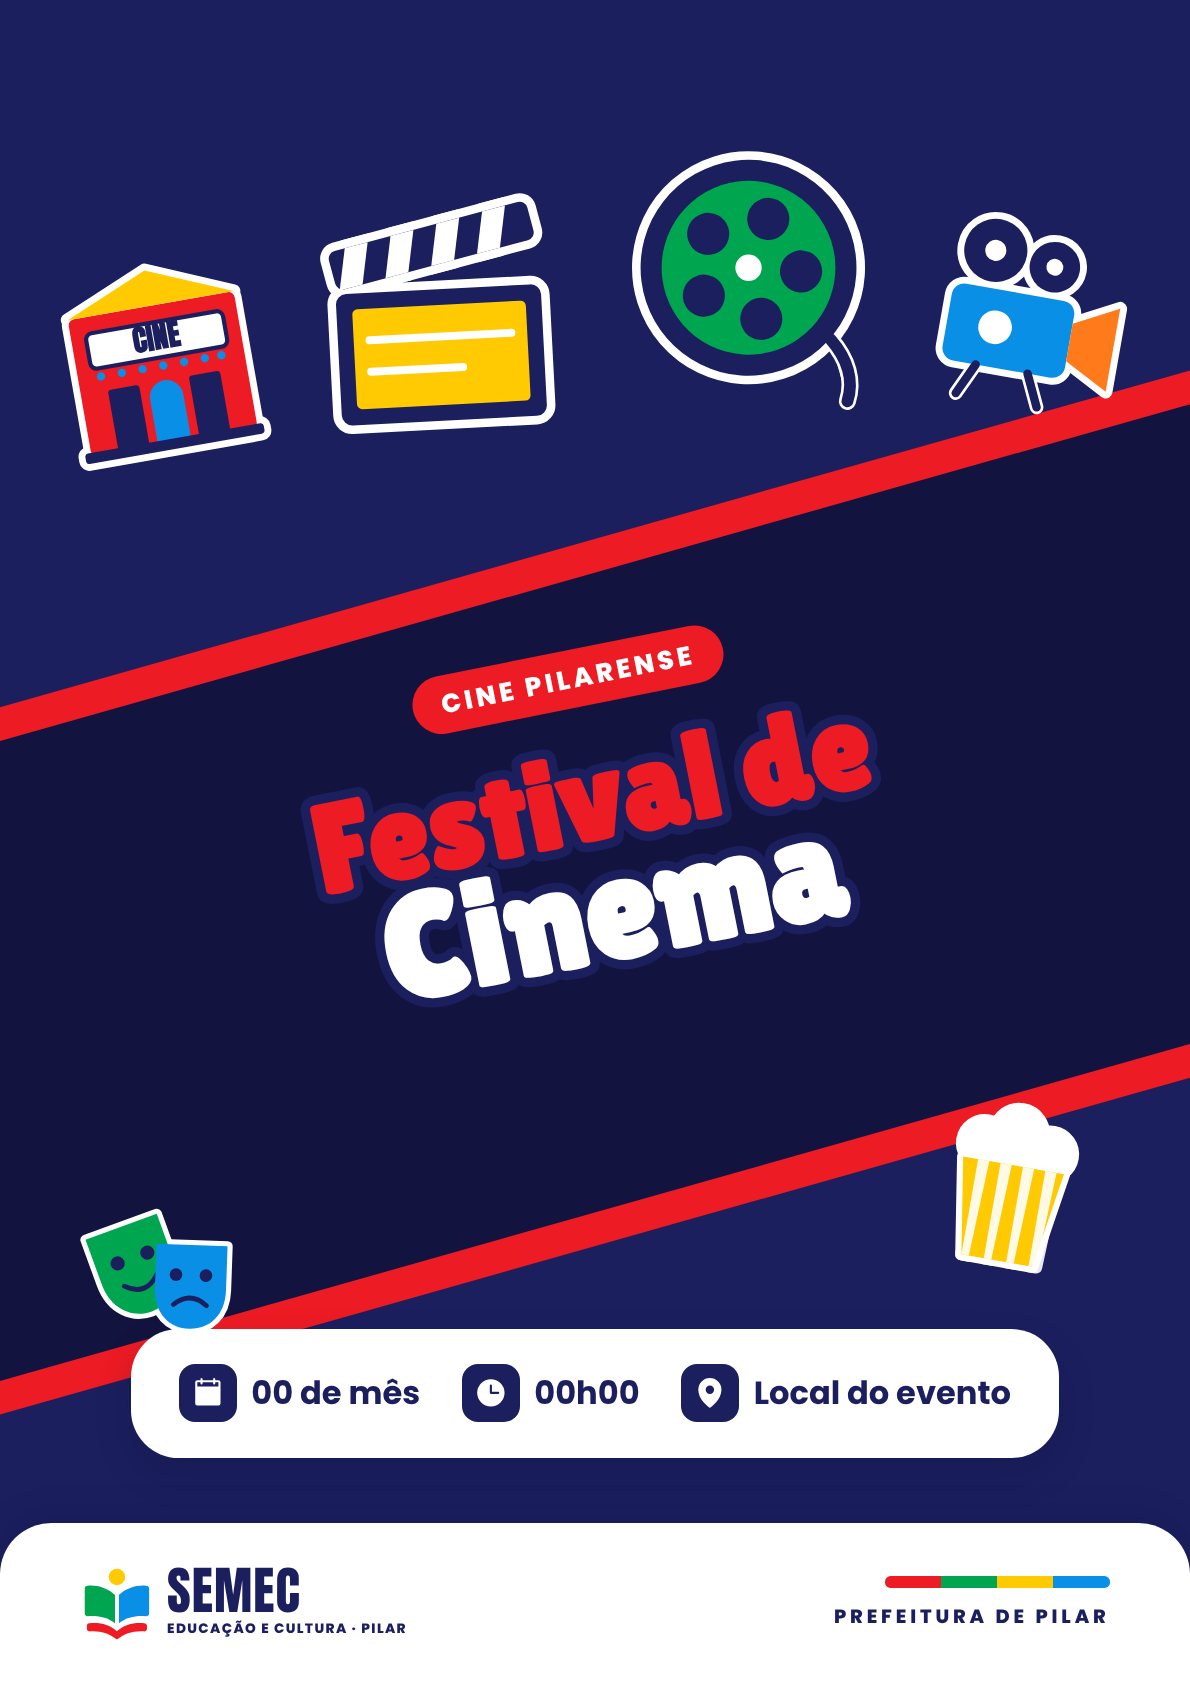 CINE
CINE PILARENSE
Festival de
Cinema
00 de mês
00h00
Local do evento
SEMEC
EDUCAÇÃO E CULTURA · PILAR
PREFEITURA DE PILAR